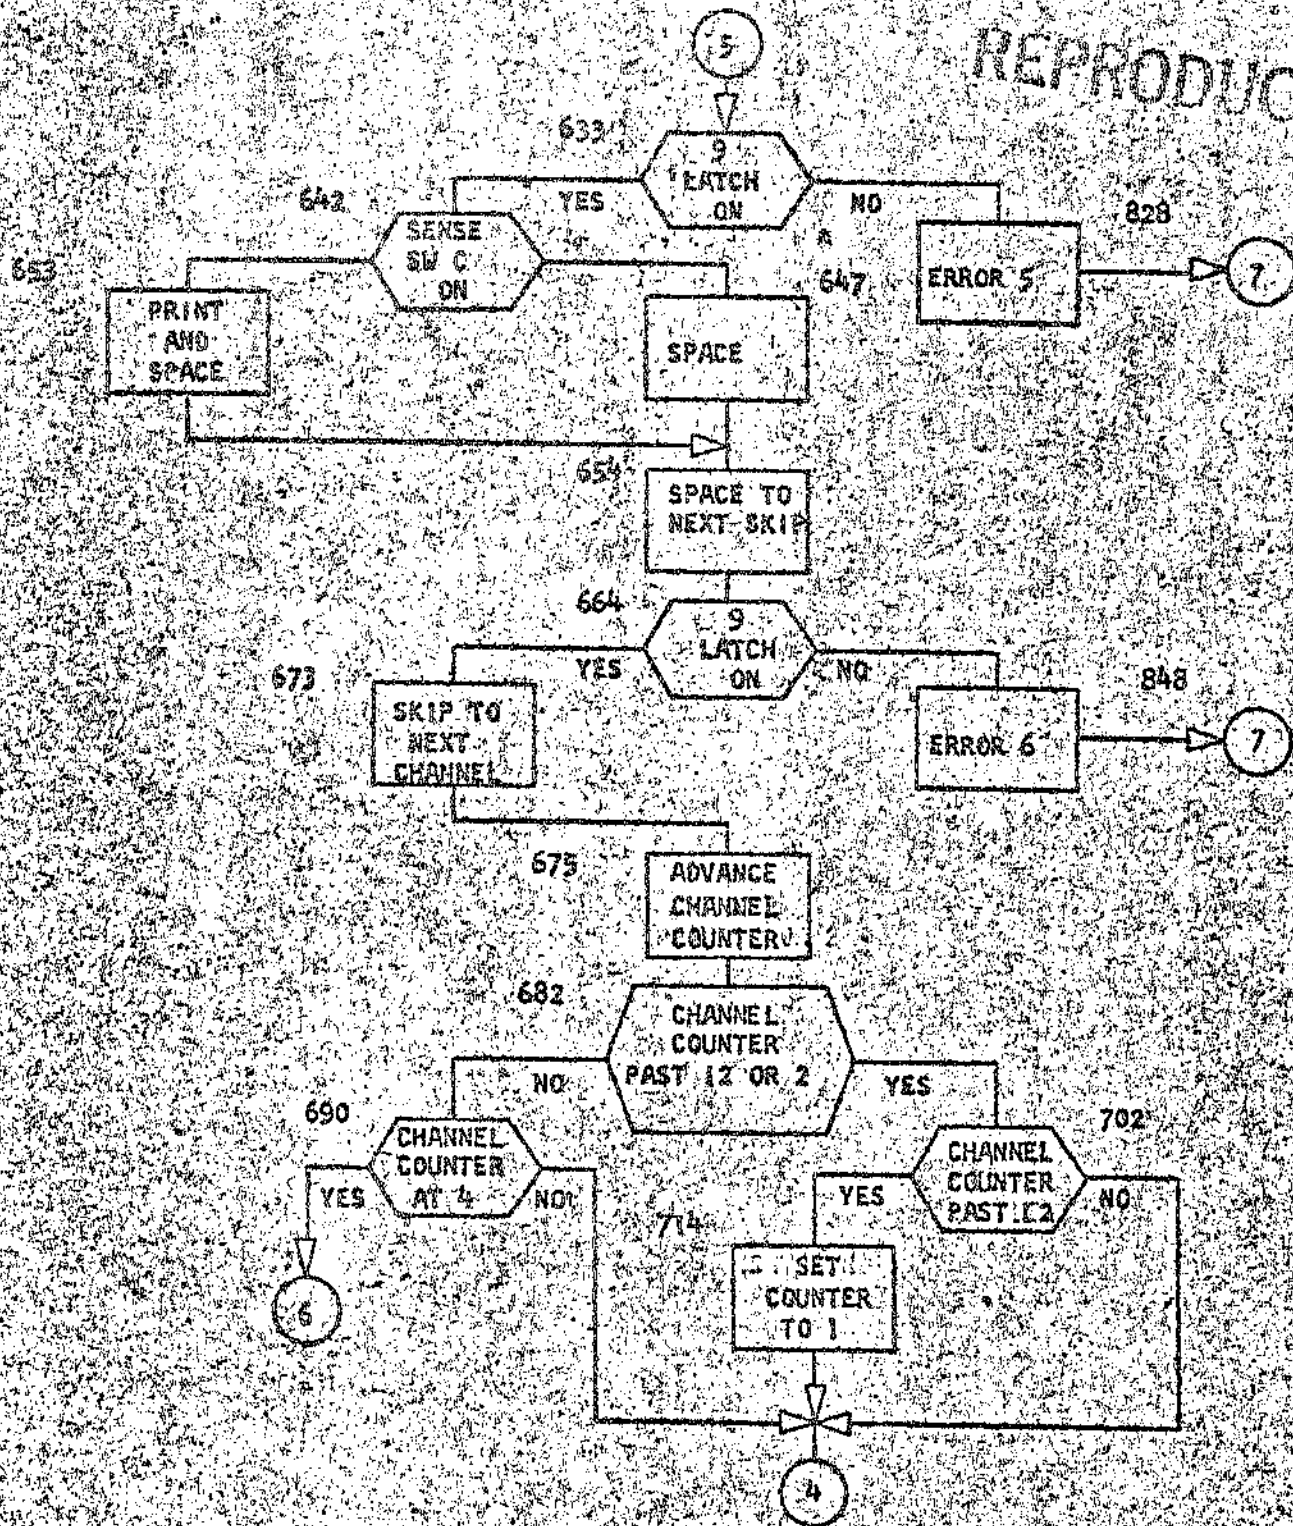 5
REPRODUC
633
9
LATCH
ON
YES
NO
642
SENSE
SW C
ON
828
653
PRINT
AND
SPACE
647
SPACE
ERROR 5
7
654
SPACE TO
NEXT SKIP
664
9
LATCH
ON
YES
NO
673
SKIP TO
NEXT
CHANNEL
848
ERROR 6
7
675
ADVANCE
CHANNEL
COUNTER
682
CHANNEL
COUNTER
PAST 12 OR 2
NO
YES
690
CHANNEL
COUNTER
AT 4
YES
NO
702
CHANNEL
COUNTER
PAST 12
YES
NO
714
SET
COUNTER
TO 1
6
4